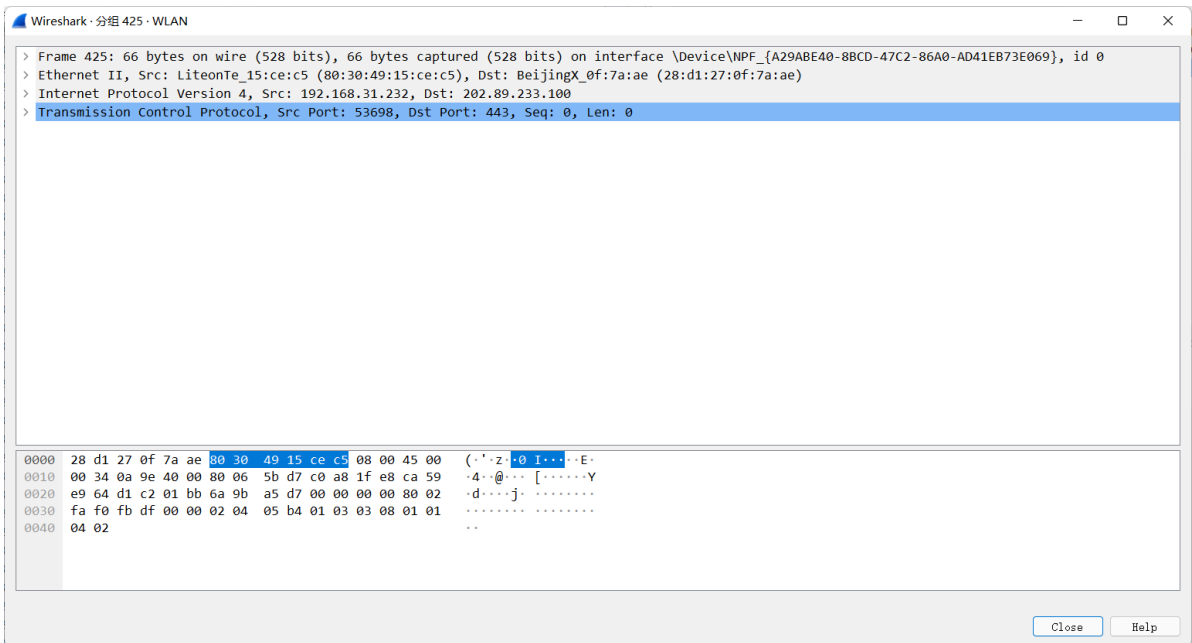 Wireshark · 分组 425 · WLAN
> Frame 425: 66 bytes on wire (528 bits), 66 bytes captured (528 bits) on interface \Device\NPF_{A29ABE40-8BCD-47C2-86A0-AD41EB73E069}, id 0
> Ethernet II, Src: LiteonTe_15:ce:c5 (80:30:49:15:ce:c5), Dst: BeijingX_0f:7a:ae (28:d1:27:0f:7a:ae)
> Internet Protocol Version 4, Src: 192.168.31.232, Dst: 202.89.233.100
> Transmission Control Protocol, Src Port: 53698, Dst Port: 443, Seq: 0, Len: 0
0000 28 d1 27 0f 7a ae 80 30 49 15 ce c5 08 00 45 00 (·'·z··0 I·····E·
0010 00 34 0a 9e 40 00 80 06 5b d7 c0 a8 1f e8 ca 59 ·4··@··· [······Y
0020 e9 64 d1 c2 01 bb 6a 9b a5 d7 00 00 00 00 80 02 ·d····j· ········
0030 fa f0 fb df 00 00 02 04 05 b4 01 03 03 08 01 01 ········ ········
0040 04 02 ··
Close Help